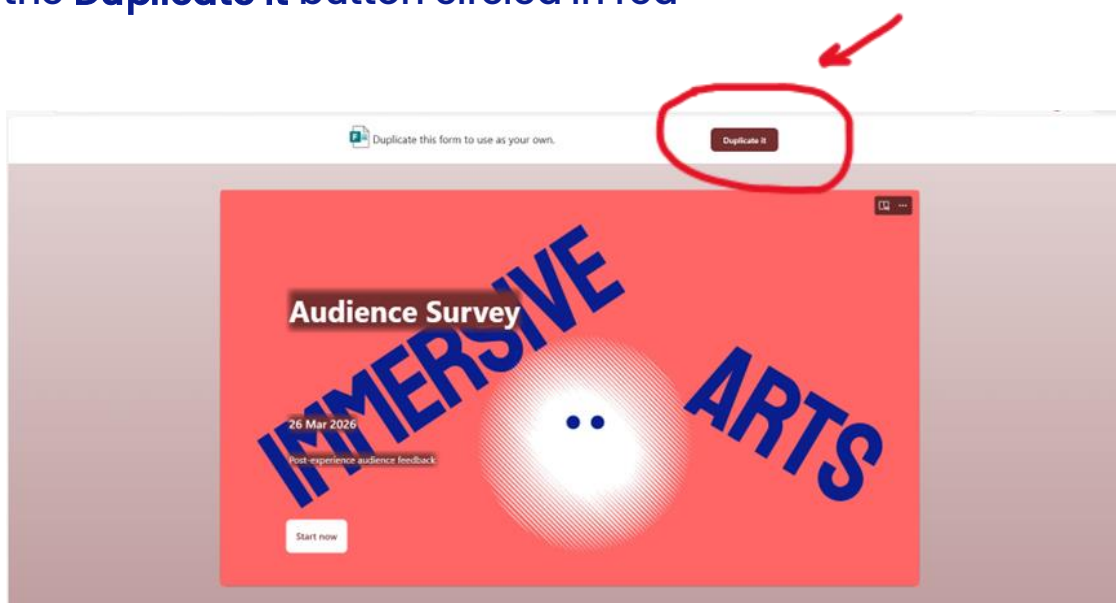 the Duplicate it button circled in red
Duplicate this form to use as your own.
Duplicate it
IMMERSIVE
ARTS
Audience Survey
26 Mar 2026
Post-experience audience feedback
Start now